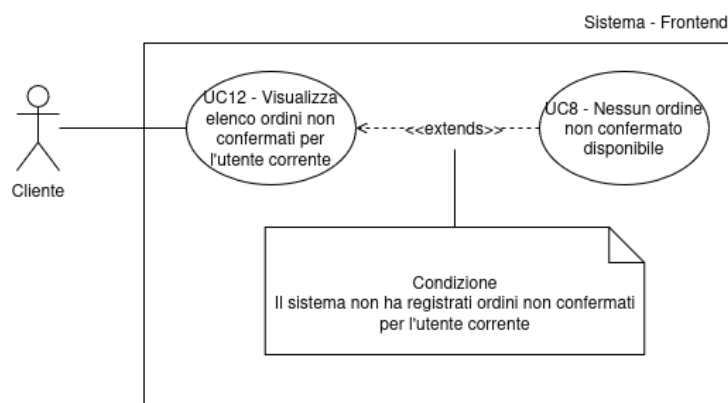 Sistema - Frontend
UC12 - Visualizza
elenco ordini non
confermati per
l'utente corrente
<<extends>>
UC8 - Nessun ordine
non confermato
disponibile
Cliente
Condizione
Il sistema non ha registrati ordini non confermati
per l'utente corrente